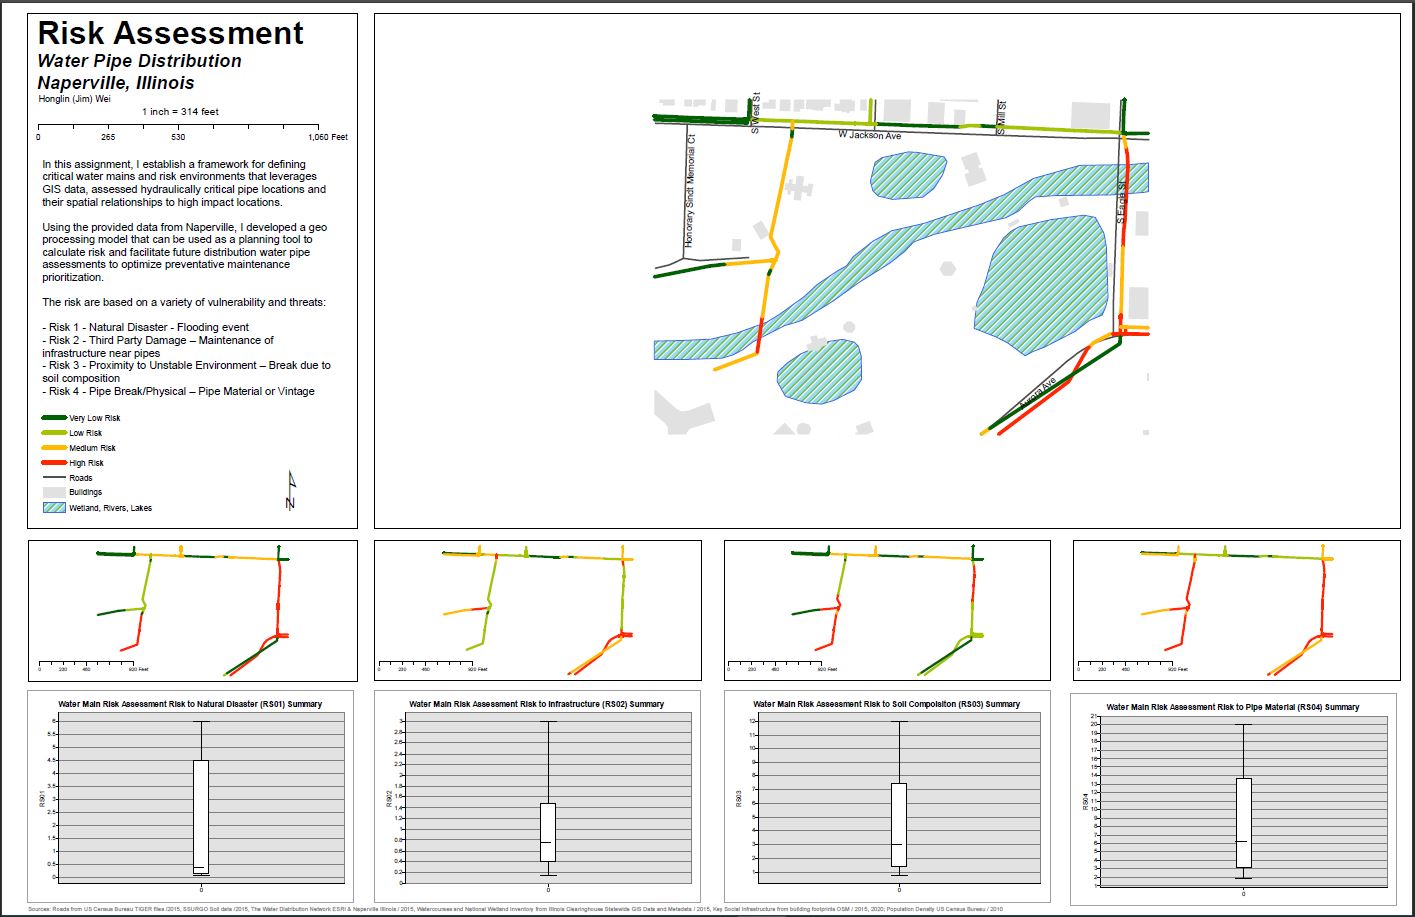 Risk Assessment
Water Pipe Distribution
Naperville, Illinois
Honglin (Jim) Wei
1 inch = 314 feet
0 265 530 1,060 Feet
In this assignment, I establish a framework for defining
critical water mains and risk environments that leverages
GIS data, assessed hydraulically critical pipe locations and
their spatial relationships to high impact locations.
Using the provided data from Naperville, I developed a geo
processing model that can be used as a planning tool to
calculate risk and facilitate future distribution water pipe
assessments to optimize preventative maintenance
prioritization.
The risk are based on a variety of vulnerability and threats:
- Risk 1 - Natural Disaster - Flooding event
- Risk 2 - Third Party Damage – Maintenance of
infrastructure near pipes
- Risk 3 - Proximity to Unstable Environment – Break due to
soil composition
- Risk 4 - Pipe Break/Physical – Pipe Material or Vintage
Very Low Risk
Low Risk
Medium Risk
High Risk
Roads
Buildings
Wetland, Rivers, Lakes
N
S West St
S Mill St
W Jackson Ave
Honorary Sindt Memorial Ct
S Eagle St
Aurora Ave
0 230 460 920 Feet
0 230 460 920 Feet
0 230 460 920 Feet
0 230 460 920 Feet
Water Main Risk Assessment Risk to Natural Disaster (RS01) Summary
6
5.5
5
4.5
4
3.5
3
2.5
2
1.5
1
0.5
0
RS01
0
Water Main Risk Assessment Risk to Infrastructure (RS02) Summary
3
2.8
2.6
2.4
2.2
2
1.8
1.6
1.4
1.2
1
0.8
0.6
0.4
0.2
0
RS02
0
Water Main Risk Assessment Risk to Soil Compoisiton (RS03) Summary
12
11
10
9
8
7
6
5
4
3
2
1
RS03
0
Water Main Risk Assessment Risk to Pipe Material (RS04) Summary
21
20
19
18
17
16
15
14
13
12
11
10
9
8
7
6
5
4
3
2
1
RS04
0
Sources: Roads from US Census Bureau TIGER files /2015, SSURGO Soil data /2015, The Water Distribution Network ESRI & Naperville Illinois / 2015, Watercourses and National Wetland Inventory from Illinois Clearinghouse Statewide GIS Data and Metadata / 2015, Key Social Infrastructure from building footprints OSM / 2015, 2020; Population Density US Census Bureau / 2010